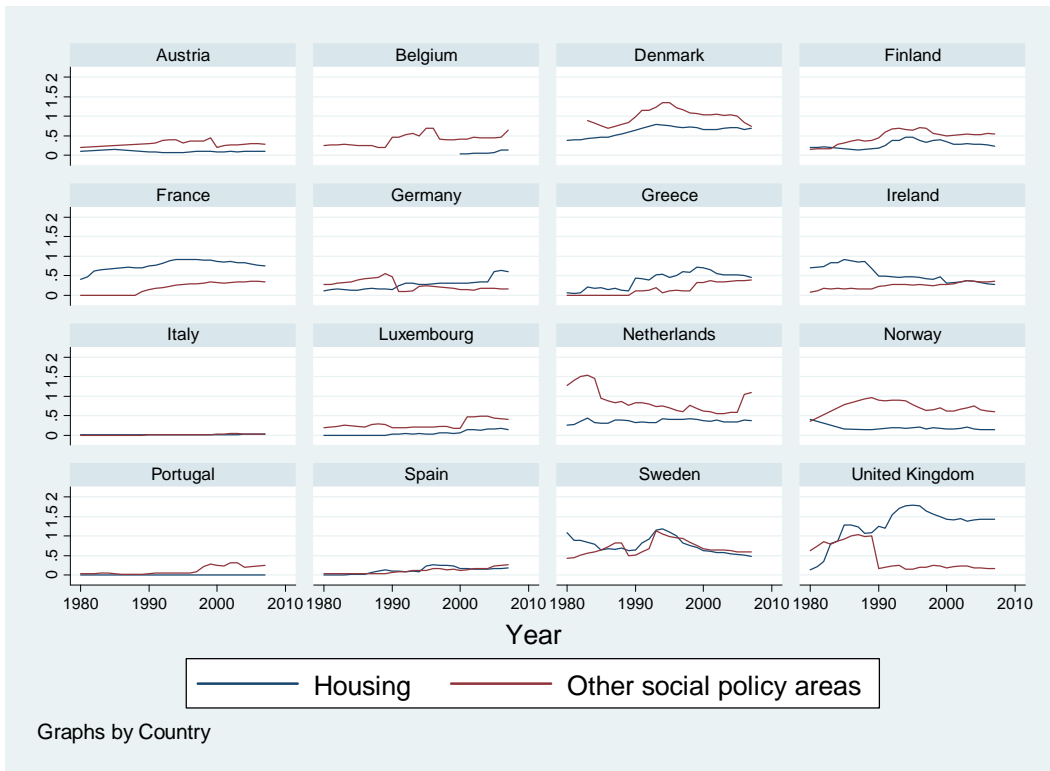 Austria Belgium Denmark Finland
0 .5 1 1.5 2
France Germany Greece Ireland
0 .5 1 1.5 2
Italy Luxembourg Netherlands Norway
0 .5 1 1.5 2
Portugal Spain Sweden United Kingdom
0 .5 1 1.5 2
1980 1990 2000 2010 1980 1990 2000 2010 1980 1990 2000 2010 1980 1990 2000 2010
Year
Housing Other social policy areas
Graphs by Country